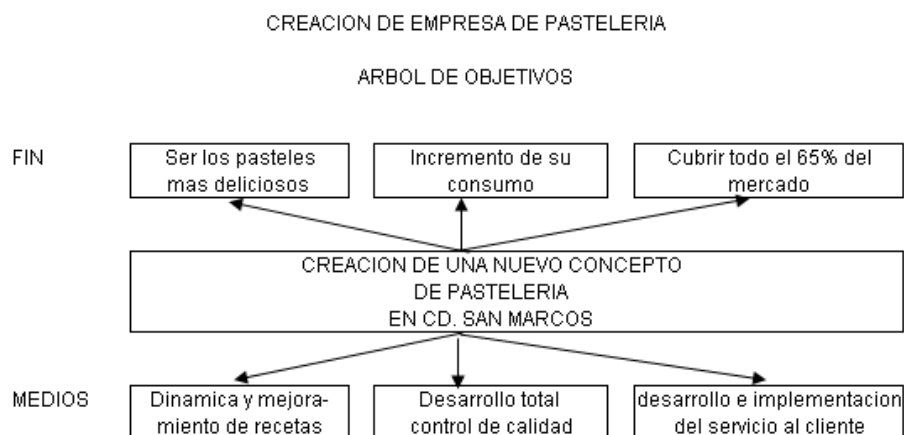 CREACION DE EMPRESA DE PASTELERIA
ARBOL DE OBJETIVOS
FIN
Ser los pasteles
mas deliciosos
Incremento de su
consumo
Cubrir todo el 65% del
mercado
CREACION DE UNA NUEVO CONCEPTO
DE PASTELERIA
EN CD. SAN MARCOS
MEDIOS
Dinamica y mejora-
miento de recetas
Desarrollo total
control de calidad
desarrollo e implementacion
del servicio al cliente